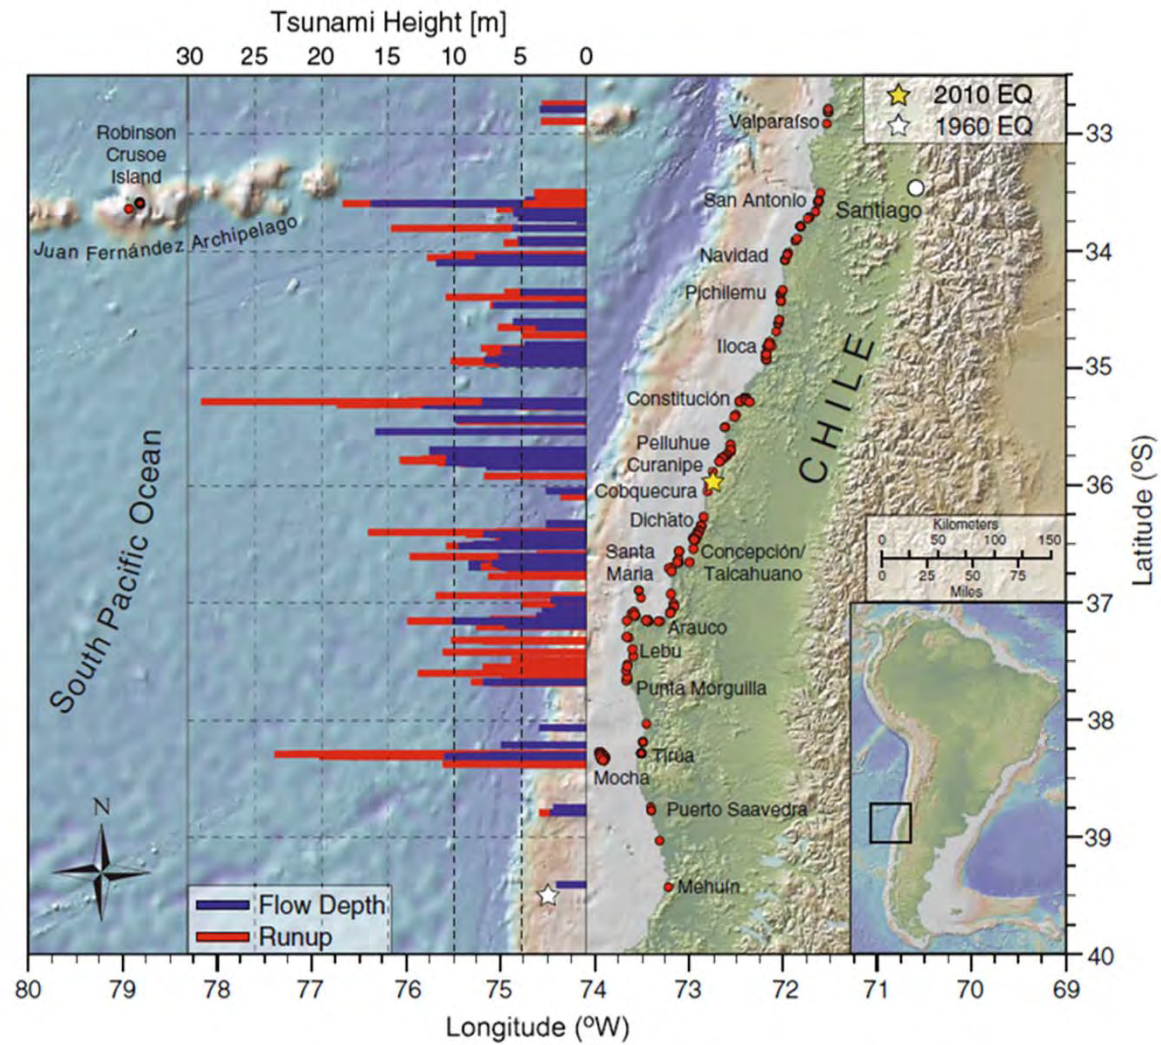 Tsunami Height [m]
30 25 20 15 10 5 0
2010 EQ
1960 EQ
Robinson
Crusoe
Island
Juan Fernández Archipelago
Valparaíso
San Antonio
Santiago
Navidad
Pichilemu
Iloca
Constitución
Pelluhue
Curanipe
Cobquecura
Dichato
Santa
Maria
Concepción/
Talcahuano
Arauco
Lebu
Punta Morguilla
Tirúa
Mocha
Puerto Saavedra
Mehuín
CHILE
South Pacific Ocean
Kilometers
0 50 100 150
0 25 50 75
Miles
N
Flow Depth
Runup
33
34
35
36
37
38
39
40
Latitude (ºS)
80 79 78 77 76 75 74 73 72 71 70 69
Longitude (ºW)